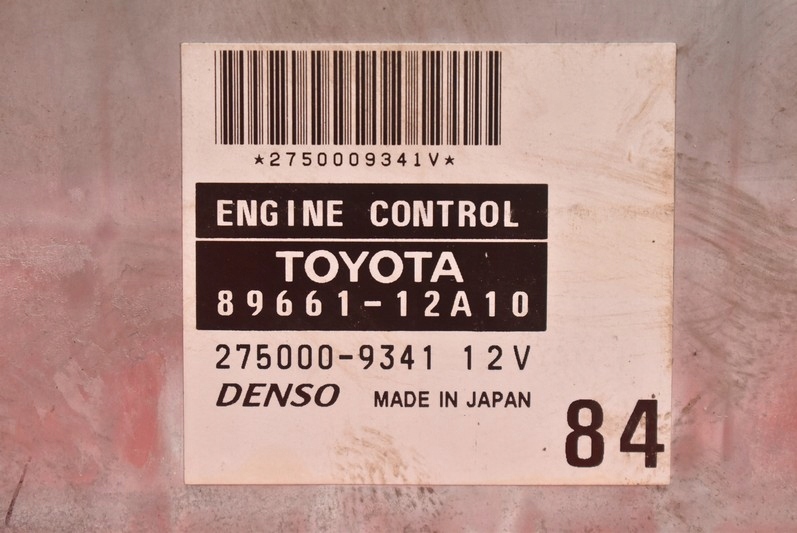 *2750009341V*
ENGINE CONTROL
TOYOTA
89661-12A10
275000-9341 12V
DENSO MADE IN JAPAN
84